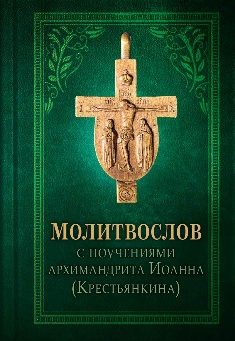 Молитвослов
с поучениями
архимандрита Иоанна
(Крестьянкина)